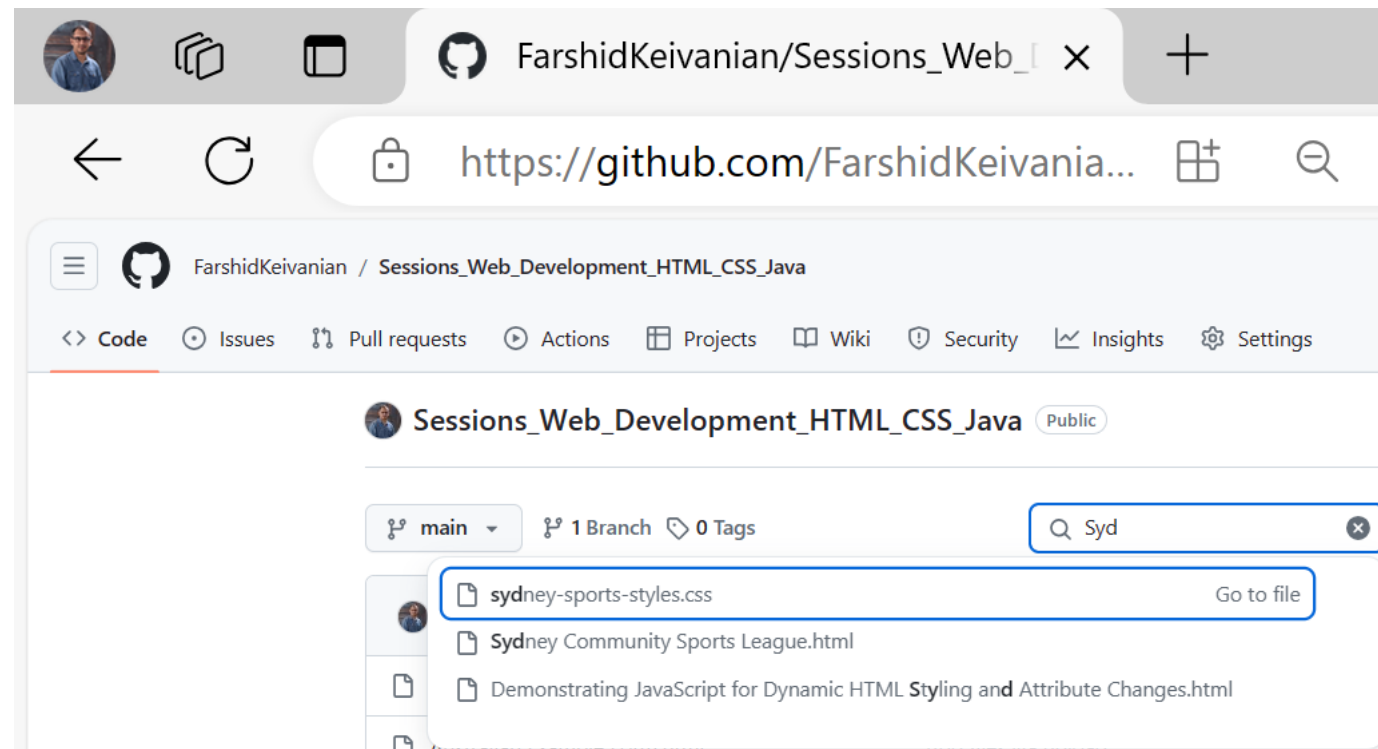 FarshidKeivanian/Sessions_Web_
https://github.com/FarshidKeivania...
FarshidKeivanian / Sessions_Web_Development_HTML_CSS_Java
Code Issues Pull requests Actions Projects Wiki Security Insights Settings
Sessions_Web_Development_HTML_CSS_Java Public
main 1 Branch 0 Tags Syd
sydney-sports-styles.css Go to file
Sydney Community Sports League.html
Demonstrating JavaScript for Dynamic HTML Styling and Attribute Changes.html